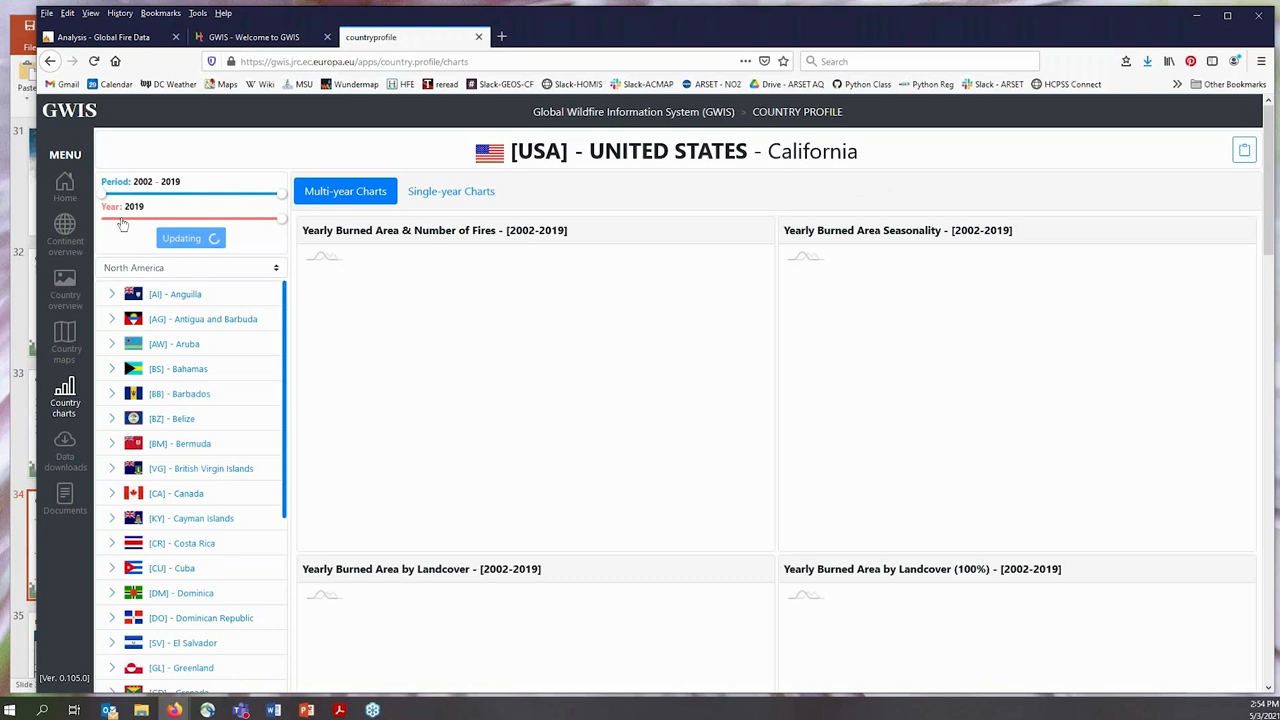 File Edit View History Bookmarks Tools Help
Analysis - Global Fire Data
GWIS - Welcome to GWIS
countryprofile
https://gwis.jrc.ec.europa.eu/apps/country.profile/charts
Search
Gmail Calendar DC Weather Maps Wiki MSU Wundermap HFE reread Slack-GEOS-CF Slack-HOMIS Slack-ACMAP ARSET - NO2 Drive - ARSET AQ Python Class Python Reg Slack - ARSET HCPSS Connect Other Bookmarks
GWIS
Global Wildfire Information System (GWIS) > COUNTRY PROFILE
MENU
Home
Continent overview
Country overview
Country maps
Country charts
Data downloads
Documents
[Ver. 0.105.0]
[USA] - UNITED STATES - California
Period: 2002 - 2019
Year: 2019
Updating
North America
[AI] - Anguilla
[AG] - Antigua and Barbuda
[AW] - Aruba
[BS] - Bahamas
[BB] - Barbados
[BZ] - Belize
[BM] - Bermuda
[VG] - British Virgin Islands
[CA] - Canada
[KY] - Cayman Islands
[CR] - Costa Rica
[CU] - Cuba
[DM] - Dominica
[DO] - Dominican Republic
[SV] - El Salvador
[GL] - Greenland
Multi-year Charts
Single-year Charts
Yearly Burned Area & Number of Fires - [2002-2019]
Yearly Burned Area Seasonality - [2002-2019]
Yearly Burned Area by Landcover - [2002-2019]
Yearly Burned Area by Landcover (100%) - [2002-2019]
31
32
33
34
35
2:54 PM
5/3/2021